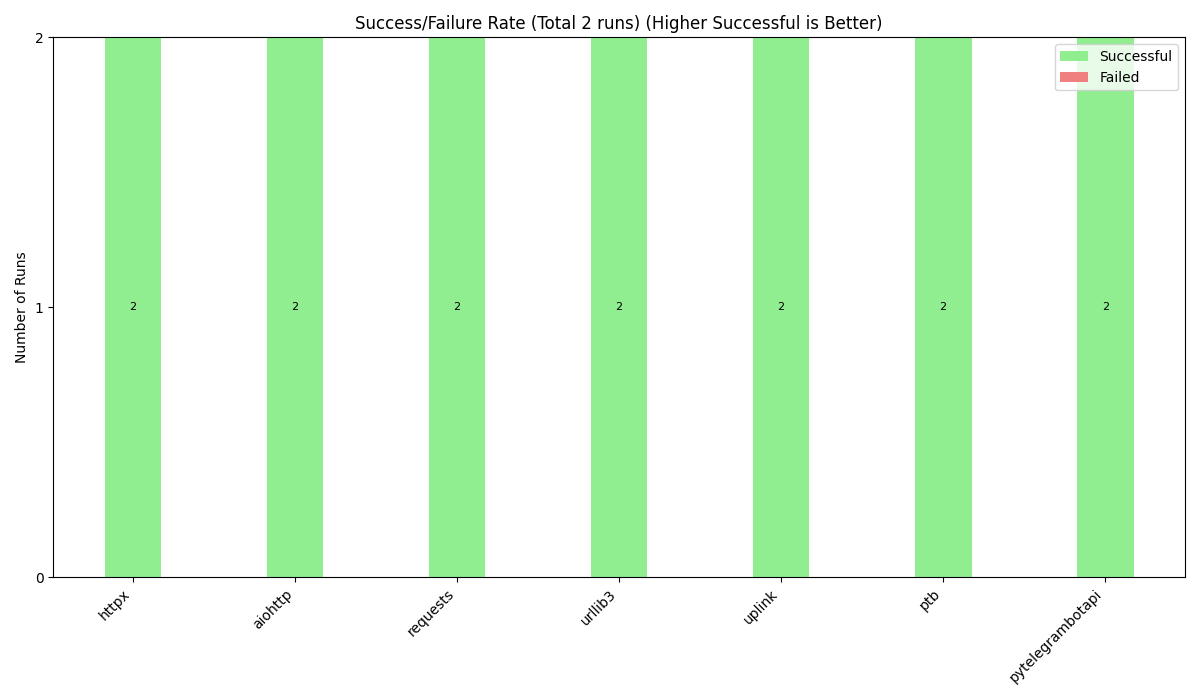 Success/Failure Rate (Total 2 runs) (Higher Successful is Better)
Successful
Failed
Number of Runs
2
1
0
2 2 2 2 2 2 2
httpx aiohttp requests urllib3 uplink ptb pytelegrambotapi